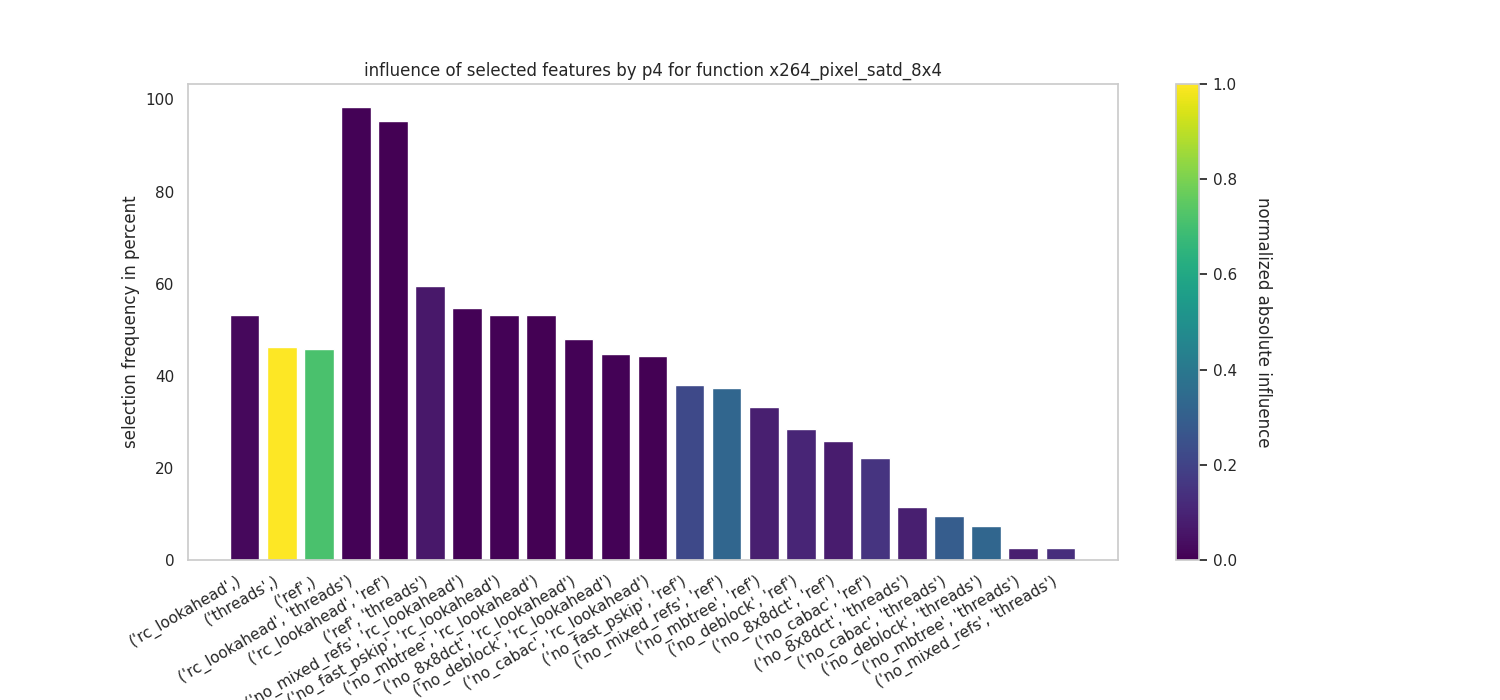 influence of selected features by p4 for function x264_pixel_satd_8x4
selection frequency in percent
100
80
60
40
20
0
('rc_lookahead',)
('threads',)
('ref',)
('rc_lookahead', 'threads')
('rc_lookahead', 'ref')
('ref', 'threads')
'no_mixed_refs', 'rc_lookahead')
'no_fast_pskip', 'rc_lookahead')
('no_mbtree', 'rc_lookahead')
('no_8x8dct', 'rc_lookahead')
('no_deblock', 'rc_lookahead')
('no_cabac', 'rc_lookahead')
('no_fast_pskip', 'ref')
('no_mixed_refs', 'ref')
('no_mbtree', 'ref')
('no_deblock', 'ref')
('no_8x8dct', 'ref')
('no_cabac', 'ref')
('no_8x8dct', 'threads')
('no_cabac', 'threads')
('no_deblock', 'threads')
('no_mbtree', 'threads')
('no_mixed_refs', 'threads')
1.0
0.8
0.6
0.4
0.2
0.0
normalized absolute influence